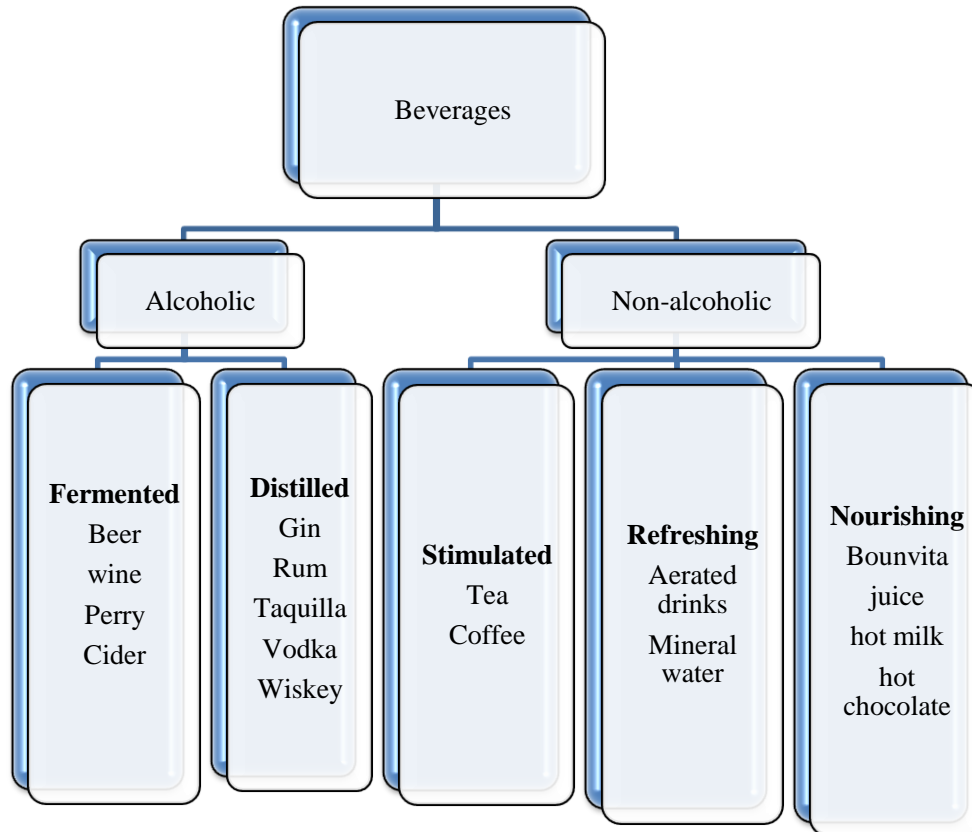 Beverages
Alcoholic
Non-alcoholic
Fermented
Beer
wine
Perry
Cider
Distilled
Gin
Rum
Taquilla
Vodka
Wiskey
Stimulated
Tea
Coffee
Refreshing
Aerated
drinks
Mineral
water
Nourishing
Bounvita
juice
hot milk
hot
chocolate